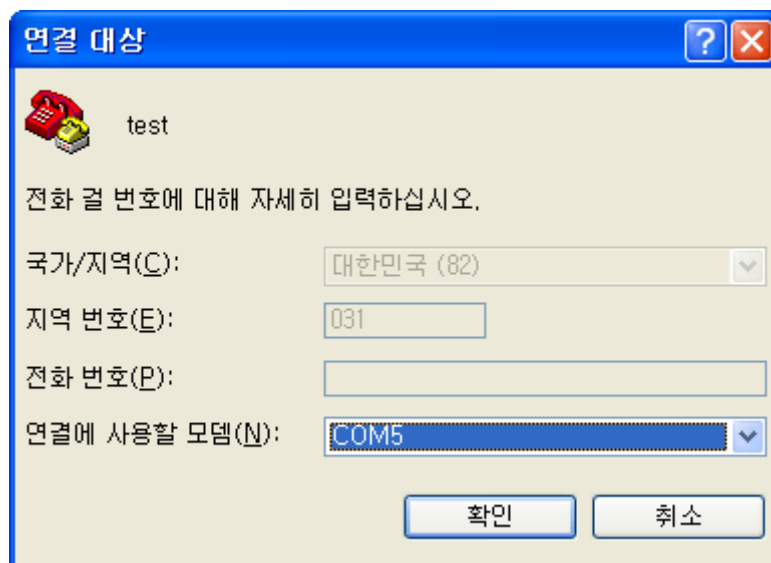 연결 대상
test
전화 걸 번호에 대해 자세히 입력하십시오.
국가/지역(C): 대한민국 (82)
지역 번호(E): 031
전화 번호(P):
연결에 사용할 모뎀(N): COM5
확인 취소